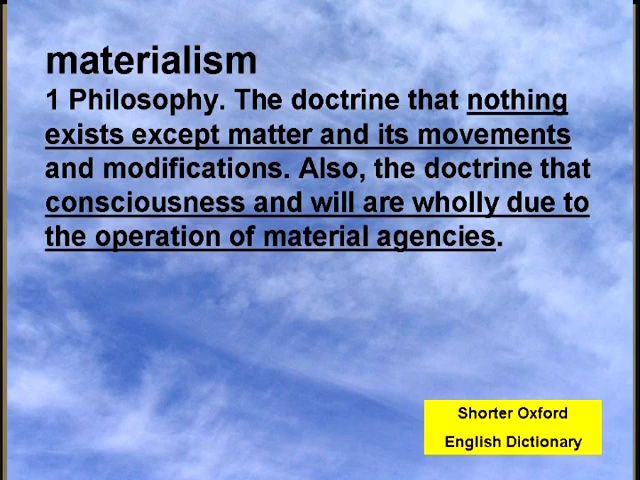 materialism
1 Philosophy. The doctrine that nothing
exists except matter and its movements
and modifications. Also, the doctrine that
consciousness and will are wholly due to
the operation of material agencies.
Shorter Oxford
English Dictionary